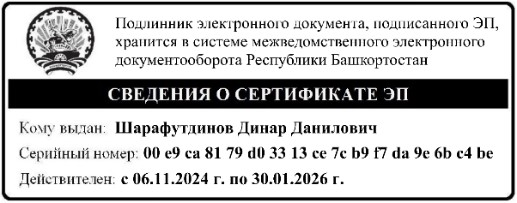 Подлинник электронного документа, подписанного ЭП,
хранится в системе межведомственного электронного
документооборота Республики Башкортостан
СВЕДЕНИЯ О СЕРТИФИКАТЕ ЭП
Кому выдан: Шарафутдинов Динар Данилович
Серийный номер: 00 e9 ca 81 79 d0 33 13 ce 7c b9 f7 da 9e 6b c4 be
Действителен: с 06.11.2024 г. по 30.01.2026 г.